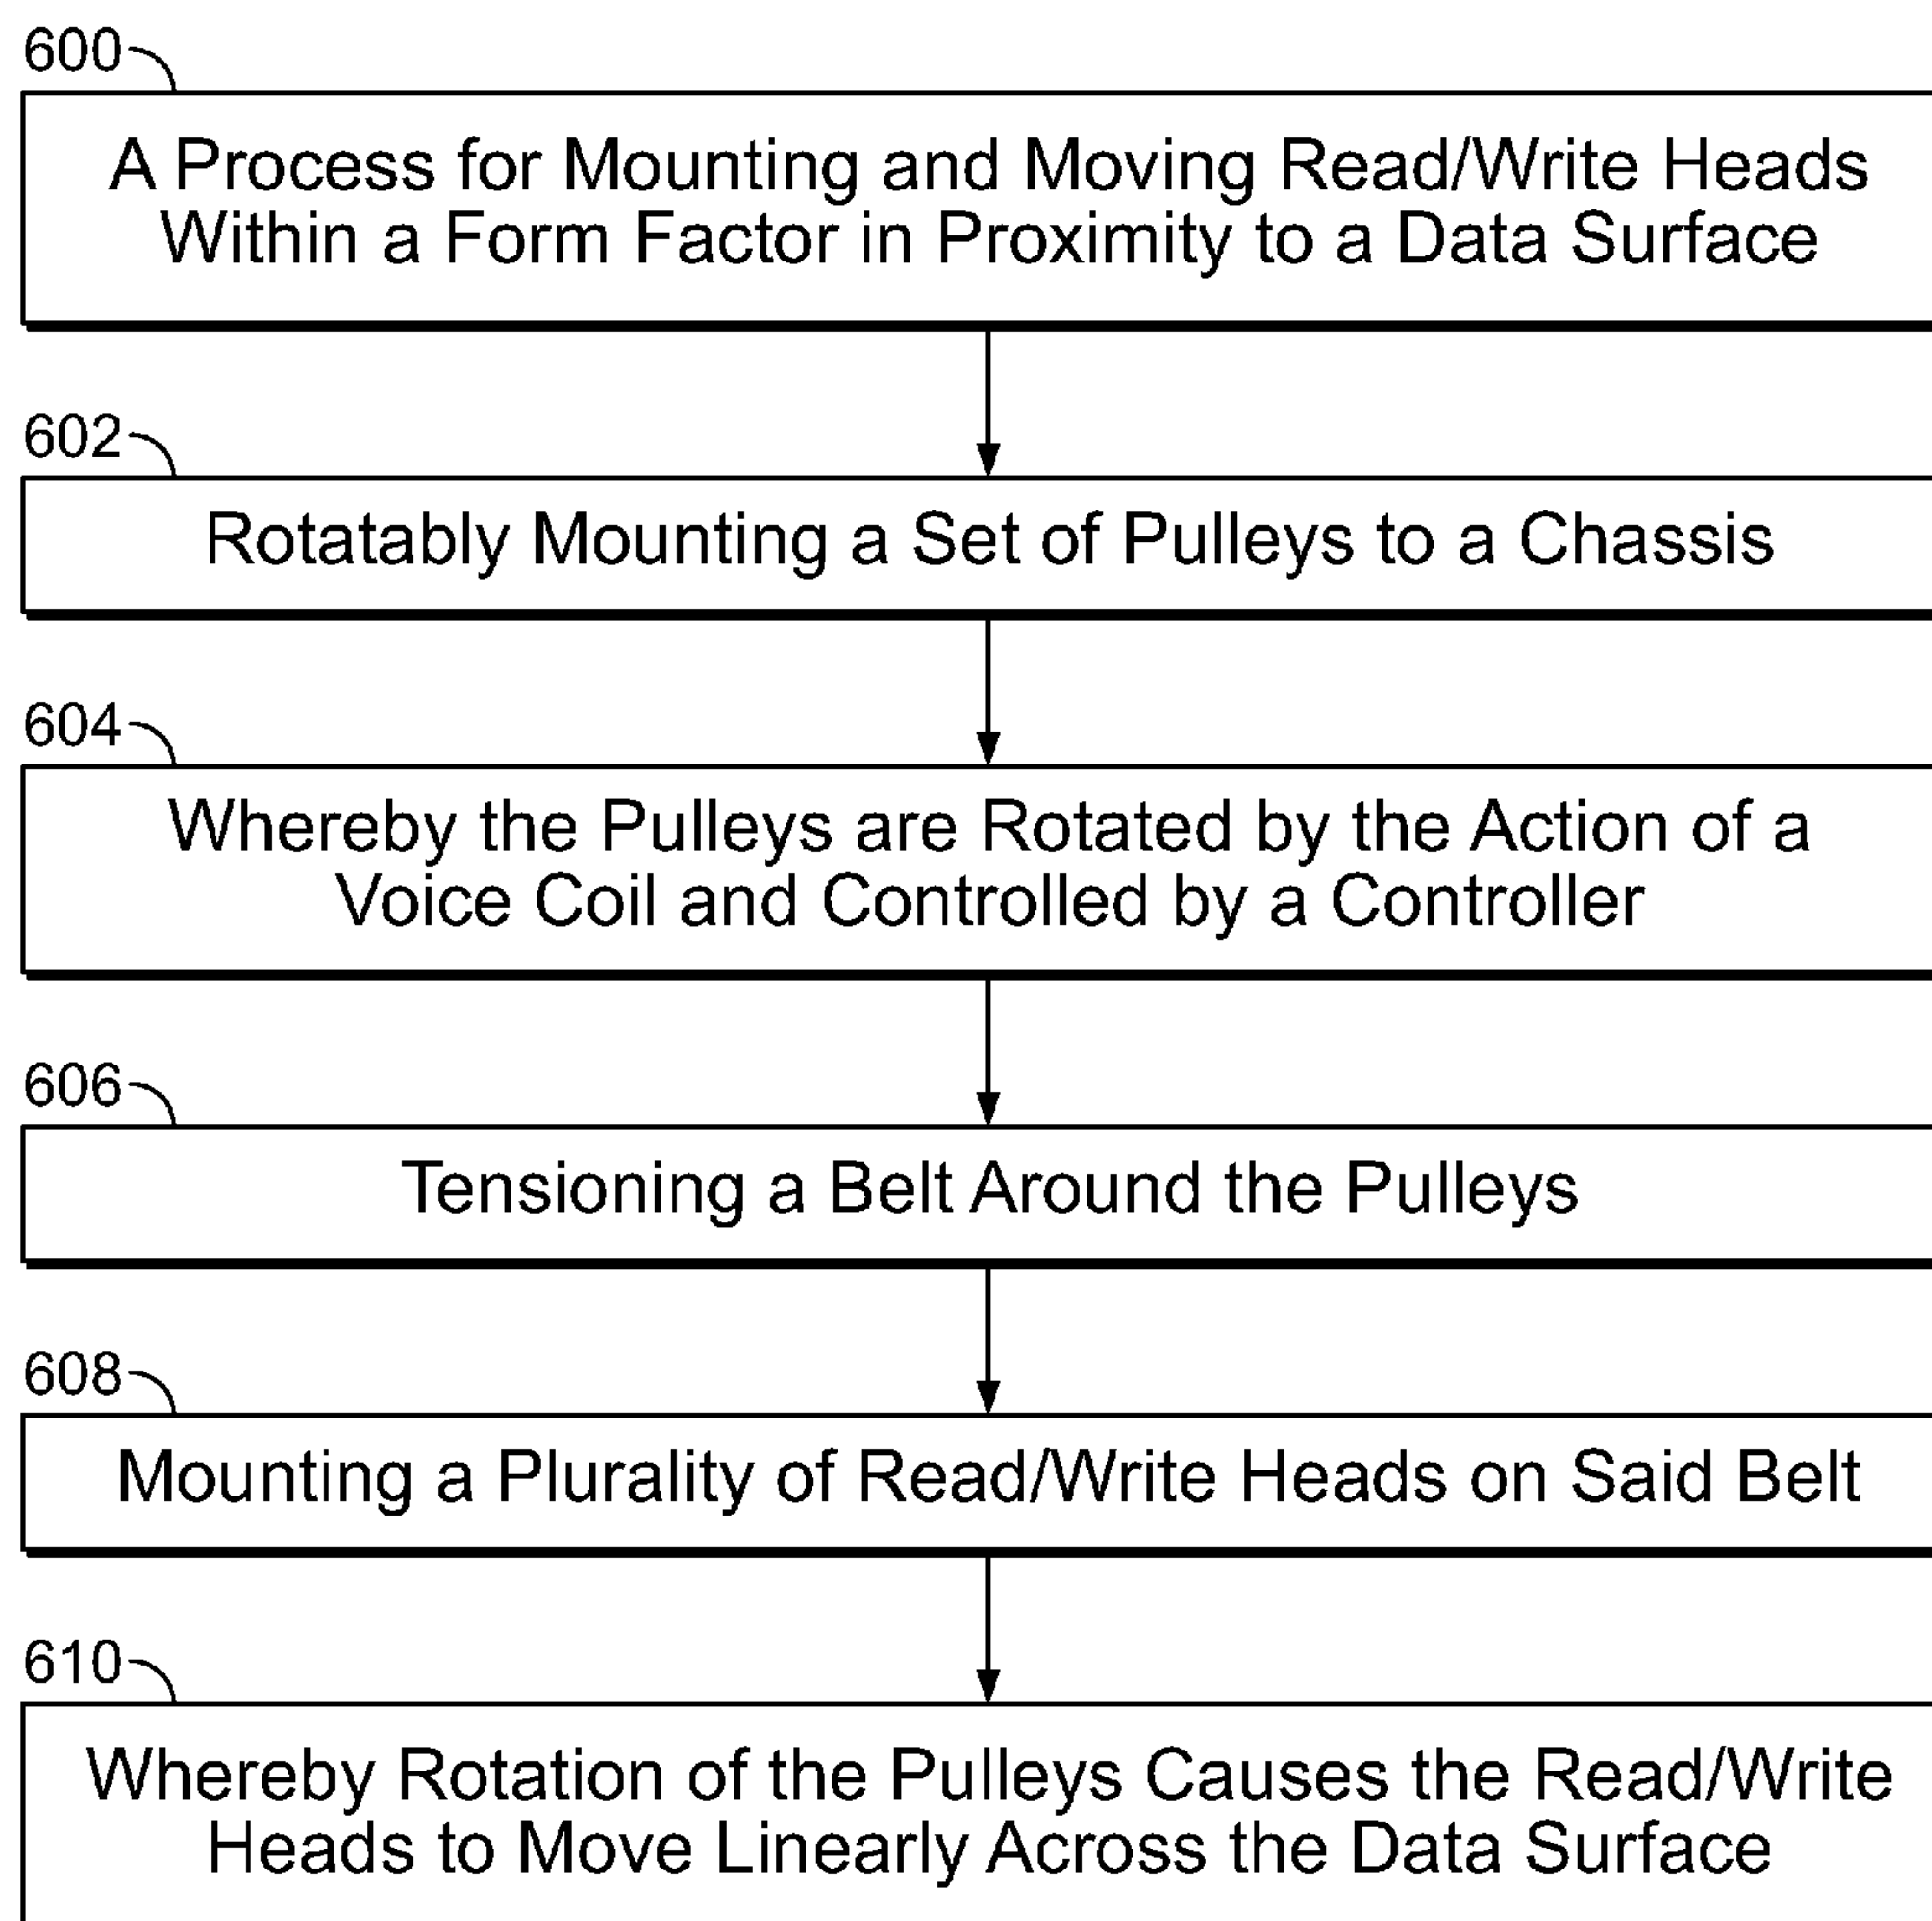 600
A Process for Mounting and Moving Read/Write Heads
Within a Form Factor in Proximity to a Data Surface
602
Rotatably Mounting a Set of Pulleys to a Chassis
604
Whereby the Pulleys are Rotated by the Action of a
Voice Coil and Controlled by a Controller
606
Tensioning a Belt Around the Pulleys
608
Mounting a Plurality of Read/Write Heads on Said Belt
610
Whereby Rotation of the Pulleys Causes the Read/Write
Heads to Move Linearly Across the Data Surface